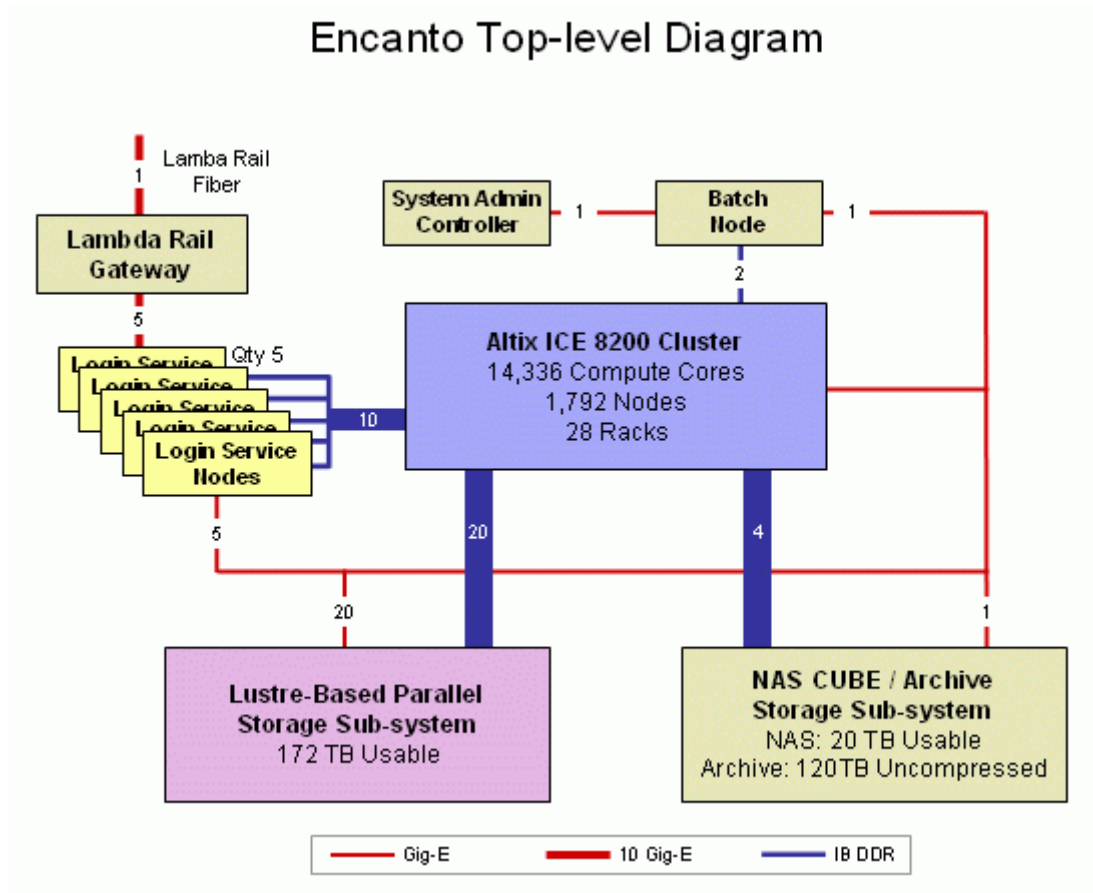 Encanto Top-level Diagram
1
Lamba Rail
Fiber
Lambda Rail
Gateway
System Admin
Controller
1
Batch
Node
1
2
5
Qty 5
Login Service
Login Service
Login Service
Login Service
Login Service
Nodes
10
Altix ICE 8200 Cluster
14,336 Compute Cores
1,792 Nodes
28 Racks
5
20
4
20
1
Lustre-Based Parallel
Storage Sub-system
172 TB Usable
NAS CUBE / Archive
Storage Sub-system
NAS: 20 TB Usable
Archive: 120TB Uncompressed
Gig-E
10 Gig-E
IB DDR